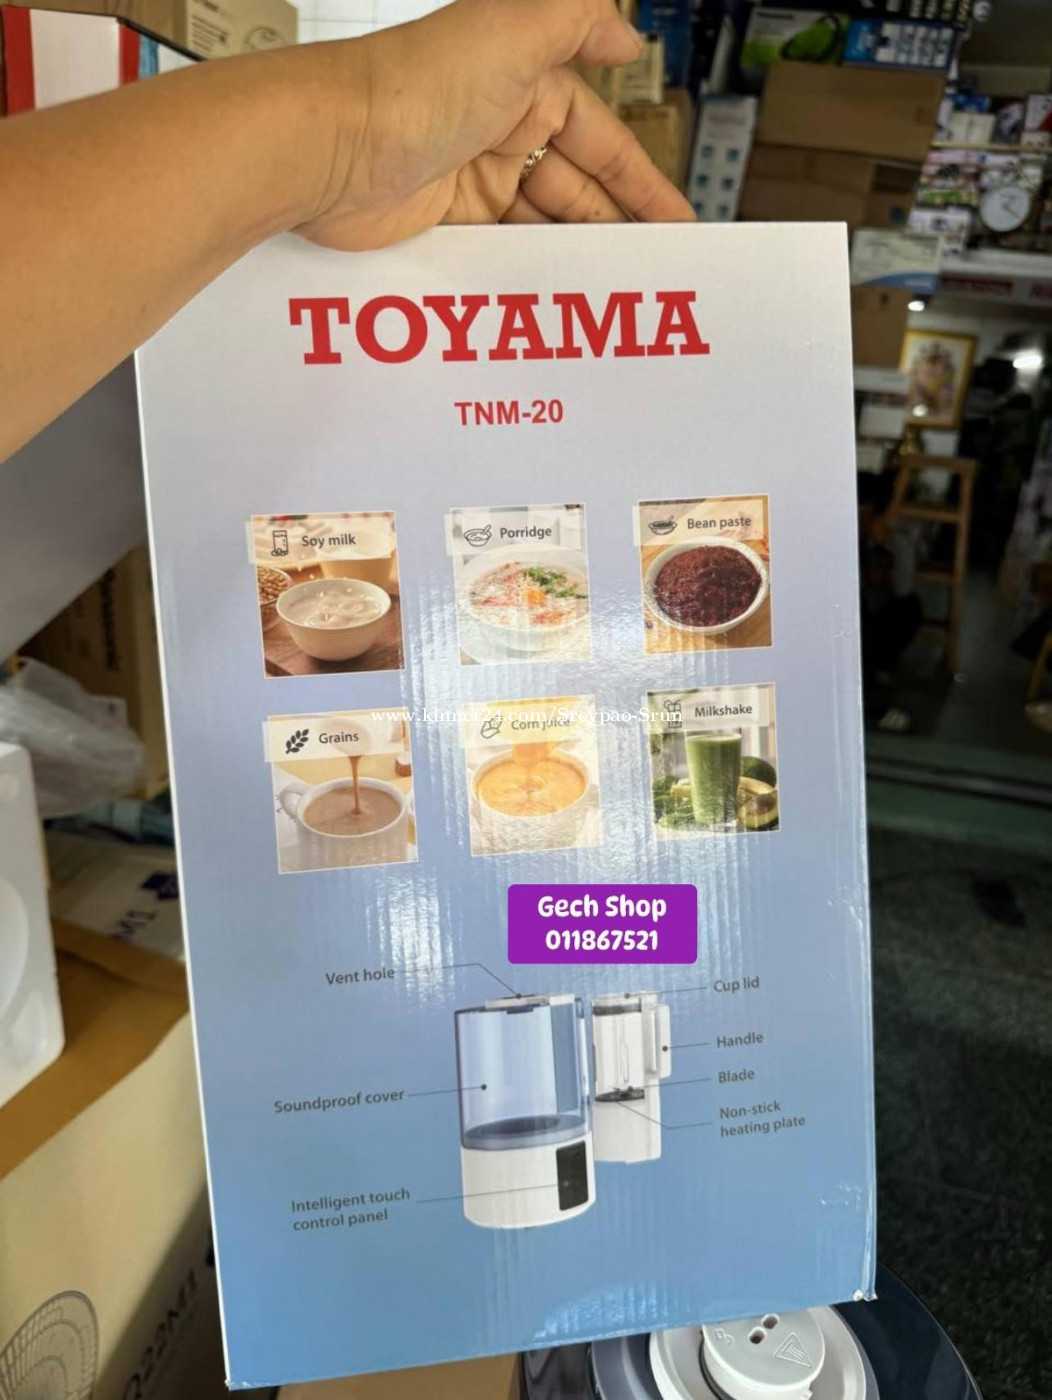 TOYAMA
TNM-20
Soy milk
Porridge
Bean paste
Grains
Corn juice
Milkshake
www.khmer24.com/Sreypao-Srun
Gech Shop
011867521
Vent hole
Cup lid
Handle
Blade
Soundproof cover
Non-stick
heating plate
Intelligent touch
control panel